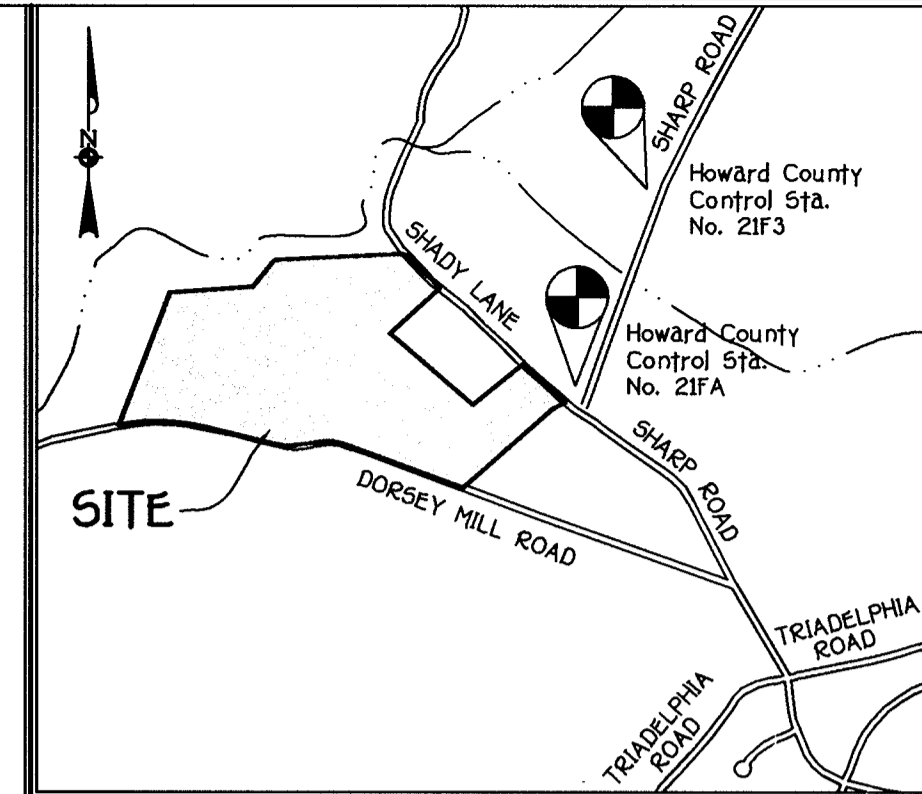 N
SHARP ROAD
Howard County
Control Sta.
No. 21F3
SHADY LANE
Howard County
Control Sta.
No. 21FA
SHARP ROAD
SITE
DORSEY MILL ROAD
TRIADELPHIA
ROAD
TRIADELPHIA
ROAD